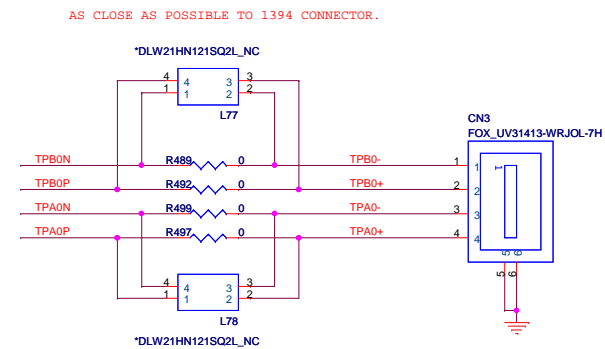 AS CLOSE AS POSSIBLE TO 1394 CONNECTOR.
*DLW21HN121SQ2L_NC
4 4 3 3
1 1 2 2
L77
CN3
FOX_UV31413-WRJOL-7H
TPB0N R489 0 TPB0- 1 1 1
TPB0P R492 0 TPB0+ 2 2
TPA0N R499 0 TPA0- 3 3
TPA0P R497 0 TPA0+ 4 4
5 6
5 6
4 4 3 3
1 1 2 2
L78
*DLW21HN121SQ2L_NC